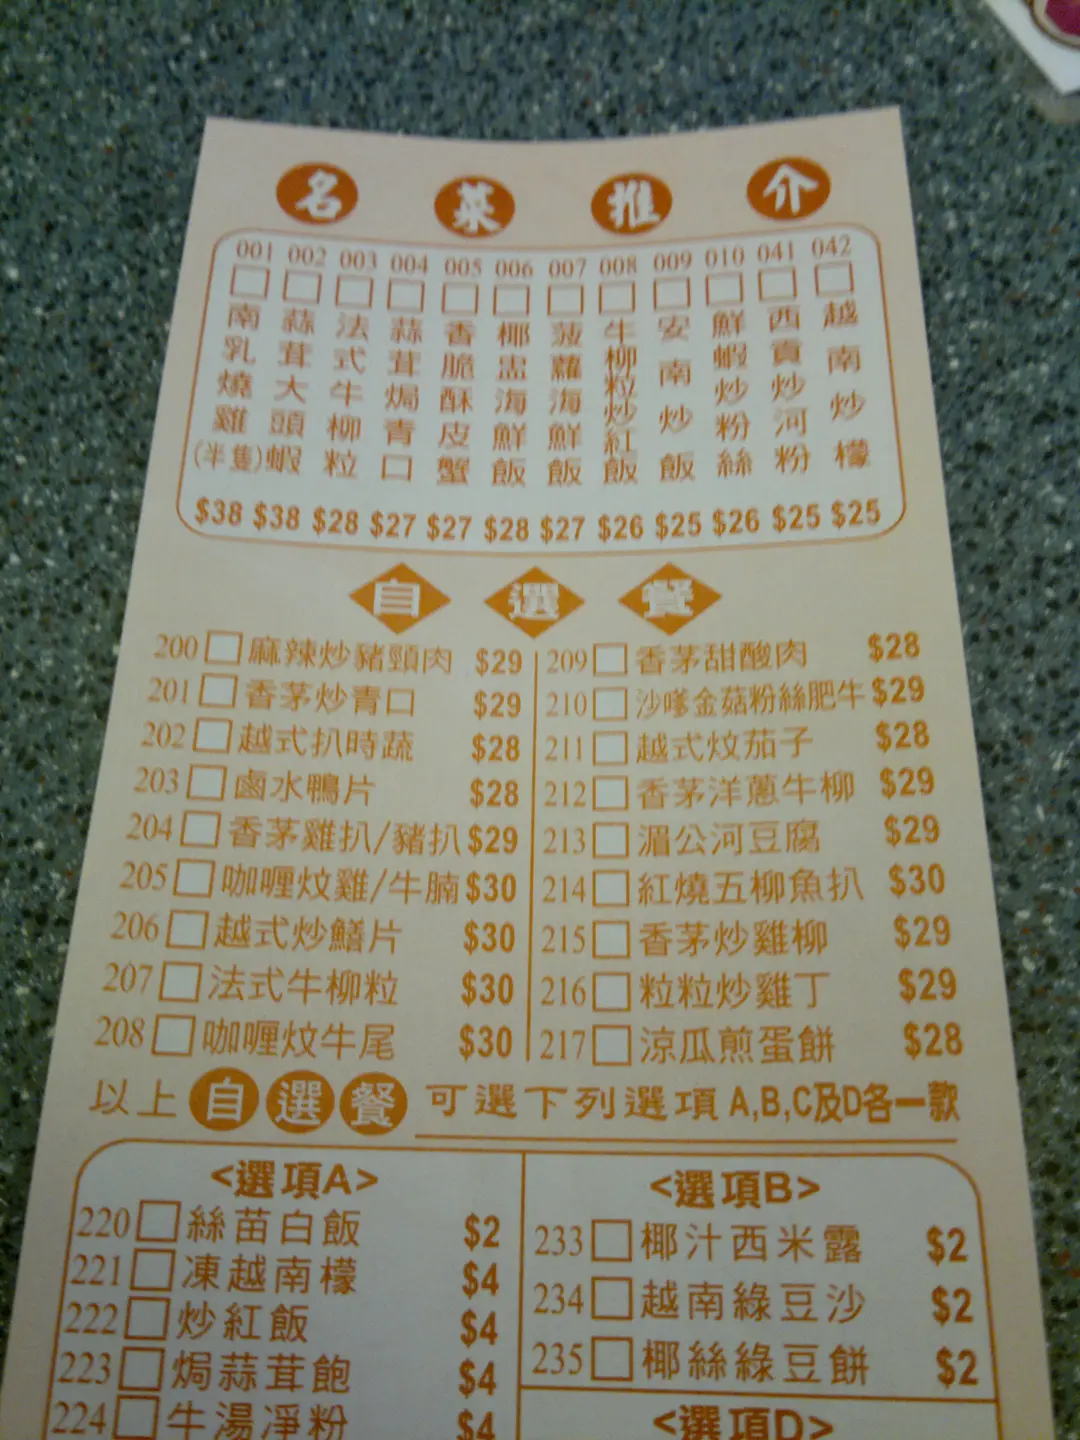 名菜推介
001 南乳燒雞(半隻) $38
002 蒜茸大頭蝦 $38
003 法式牛柳粒 $28
004 蒜茸焗青口 $27
005 香脆酥皮蟹 $27
006 椰盅海鮮飯 $28
007 菠蘿海鮮飯 $27
008 牛柳粒炒紅飯 $26
009 安南炒飯 $25
010 鮮蝦炒粉絲 $26
041 西貢炒河粉 $25
042 越南炒檬 $25
自選餐
200 麻辣炒豬頸肉 $29
201 香茅炒青口 $29
202 越式扒時蔬 $28
203 鹵水鴨片 $28
204 香茅雞扒/豬扒 $29
205 咖喱炆雞/牛腩 $30
206 越式炒鱔片 $30
207 法式牛柳粒 $30
208 咖喱炆牛尾 $30
209 香茅甜酸肉 $28
210 沙嗲金菇粉絲肥牛 $29
211 越式炆茄子 $28
212 香茅洋蔥牛柳 $29
213 湄公河豆腐 $29
214 紅燒五柳魚扒 $30
215 香茅炒雞柳 $29
216 粒粒炒雞丁 $29
217 涼瓜煎蛋餅 $28
以上自選餐可選下列選項A,B,C及D各一款
<選項A>
220 絲苗白飯 $2
221 凍越南檬 $4
222 炒紅飯 $4
223 焗蒜茸飽 $4
224 牛湯凈粉 $4
<選項B>
233 椰汁西米露 $2
234 越南綠豆沙 $2
235 椰絲綠豆餅 $2
<選項D>